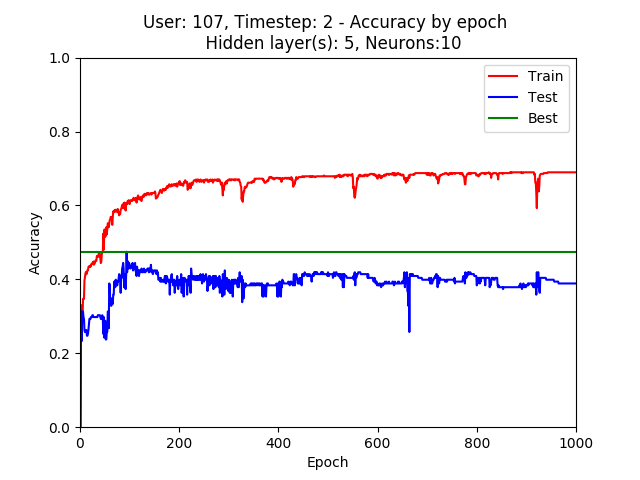 User: 107, Timestep: 2 - Accuracy by epoch
Hidden layer(s): 5, Neurons:10
1.0
0.8
0.6
0.4
0.2
0.0
Accuracy
Train
Test
Best
0 200 400 600 800 1000
Epoch